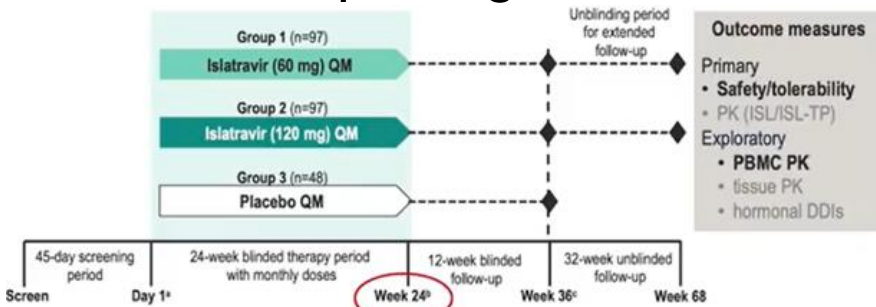 Group 1 (n=97)
Islatravir (60 mg) QM
Group 2 (n=97)
Islatravir (120 mg) QM
Group 3 (n=48)
Placebo QM
Unblinding period
for extended
follow-up
Outcome measures
Primary
• Safety/tolerability
• PK (ISL/ISL-TP)
Exploratory
• PBMC PK
• tissue PK
• hormonal DDIs
45-day screening
period
24-week blinded therapy period
with monthly doses
12-week blinded
follow-up
32-week unblinded
follow-up
Screen
Day 1ᵃ
Week 24ᵇ
Week 36ᶜ
Week 68